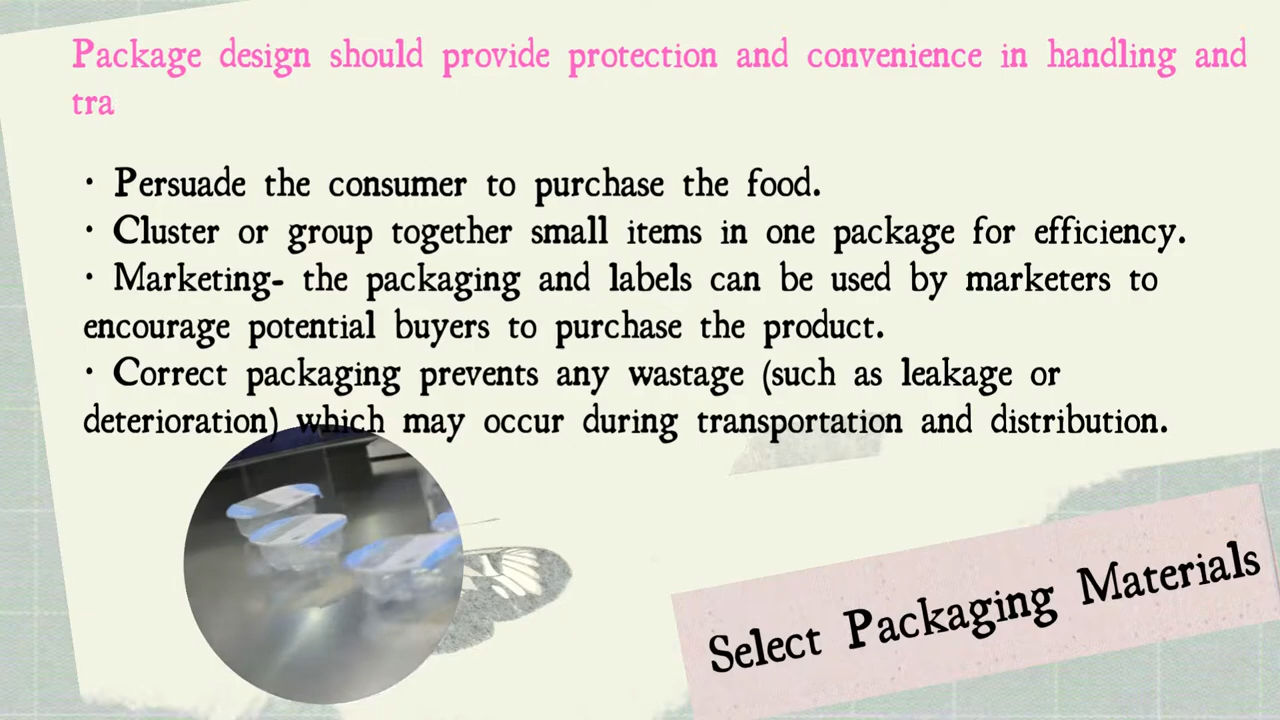 Package design should provide protection and convenience in handling and
tra
· Persuade the consumer to purchase the food.
· Cluster or group together small items in one package for efficiency.
· Marketing- the packaging and labels can be used by marketers to
encourage potential buyers to purchase the product.
· Correct packaging prevents any wastage (such as leakage or
deterioration) which may occur during transportation and distribution.
Select Packaging Materials